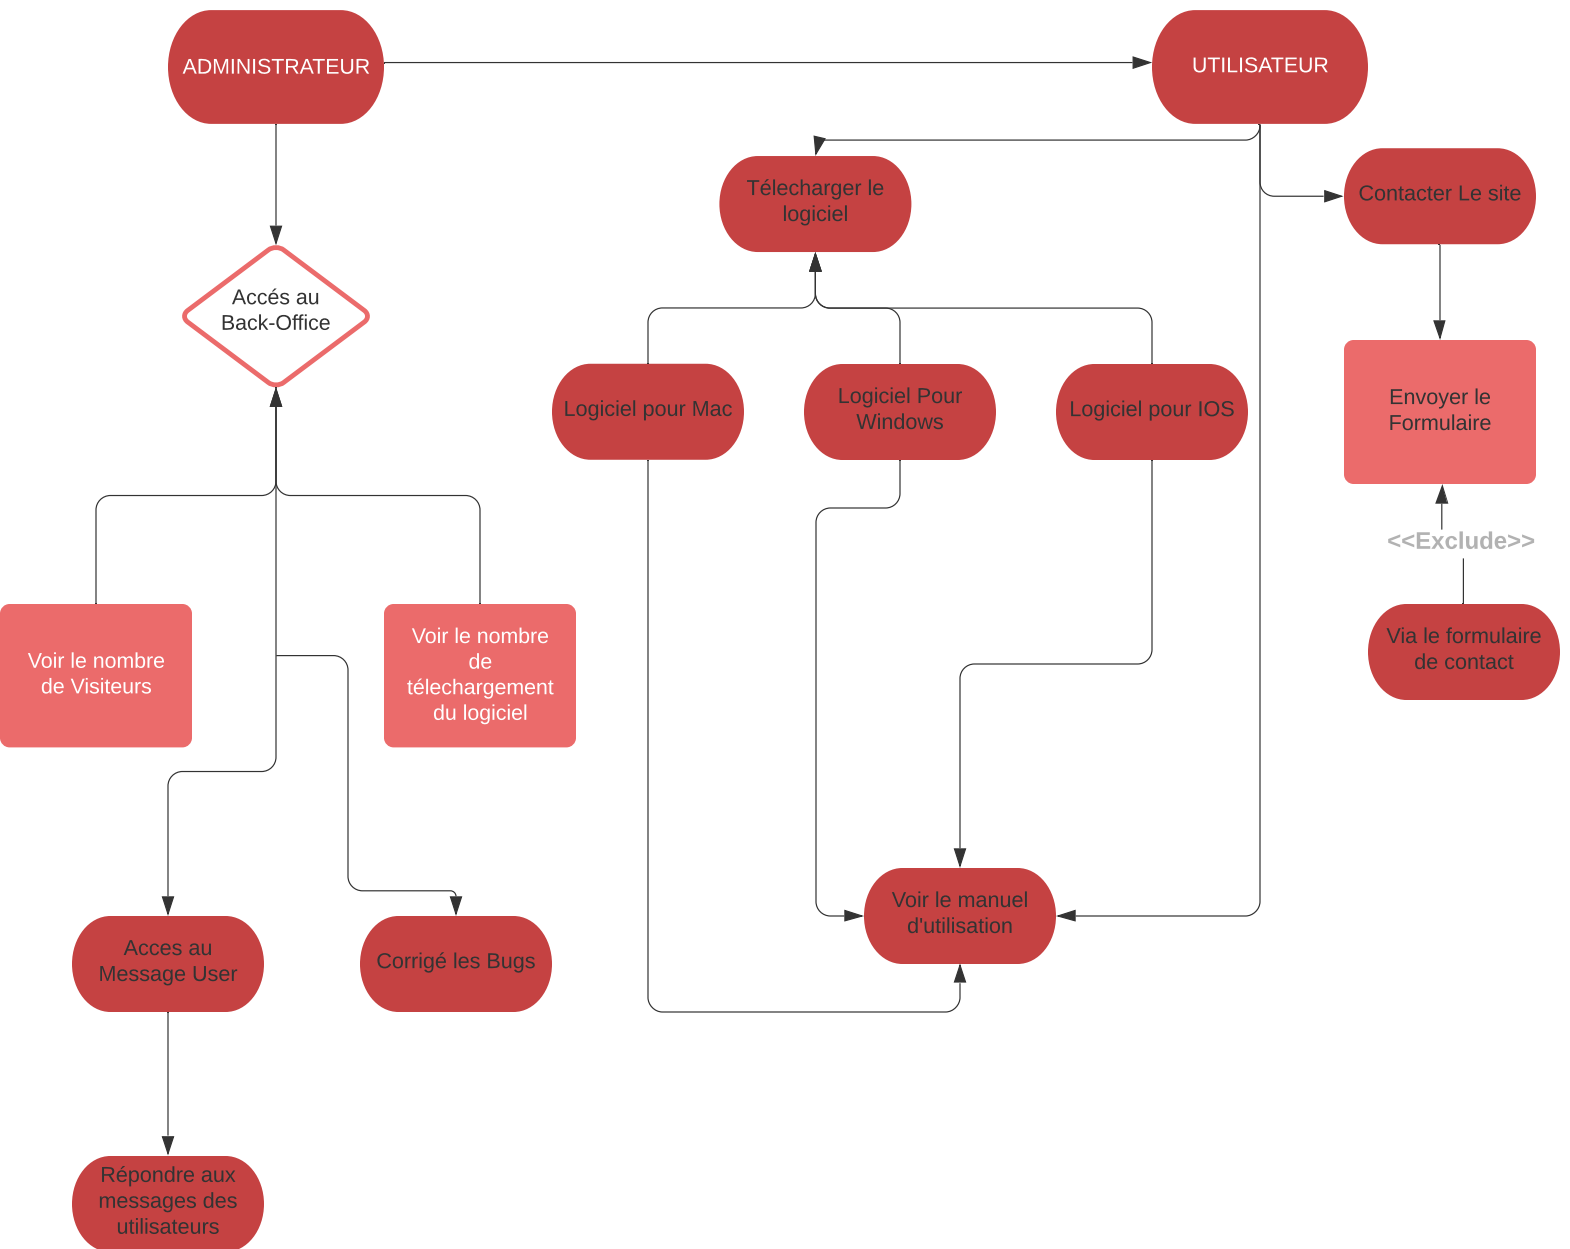 ADMINISTRATEUR
UTILISATEUR
Télecharger le
logiciel
Contacter Le site
Accés au
Back-Office
Logiciel pour Mac
Logiciel Pour
Windows
Logiciel pour IOS
Envoyer le
Formulaire
<<Exclude>>
Voir le nombre
de Visiteurs
Voir le nombre
de
télechargement
du logiciel
Via le formulaire
de contact
Voir le manuel
d'utilisation
Acces au
Message User
Corrigé les Bugs
Répondre aux
messages des
utilisateurs